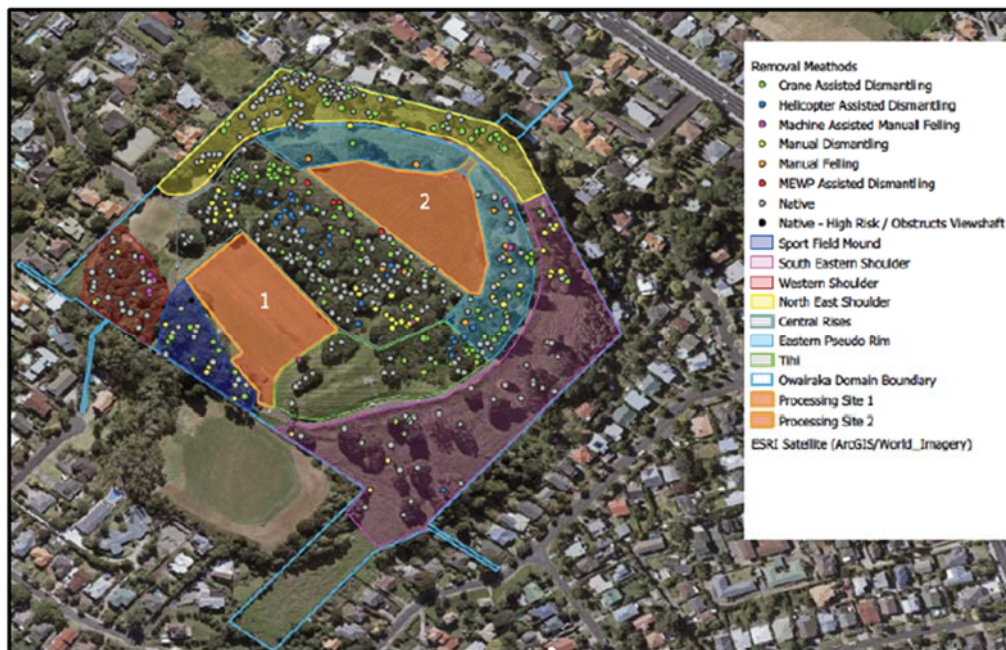 Removal Meathods
Crane Assisted Dismantling
Helicopter Assisted Dismantling
Machine Assisted Manual Felling
Manual Dismantling
Manual Felling
MEWP Assisted Dismantling
Native
Native - High Risk / Obstructs Viewshaft
Sport Field Mound
South Eastern Shoulder
Western Shoulder
North East Shoulder
Central Rises
Eastern Pseudo Rim
Tihi
Owairaka Domain Boundary
Processing Site 1
Processing Site 2
ESRI Satellite (ArcGIS/World_Imagery)
2
1